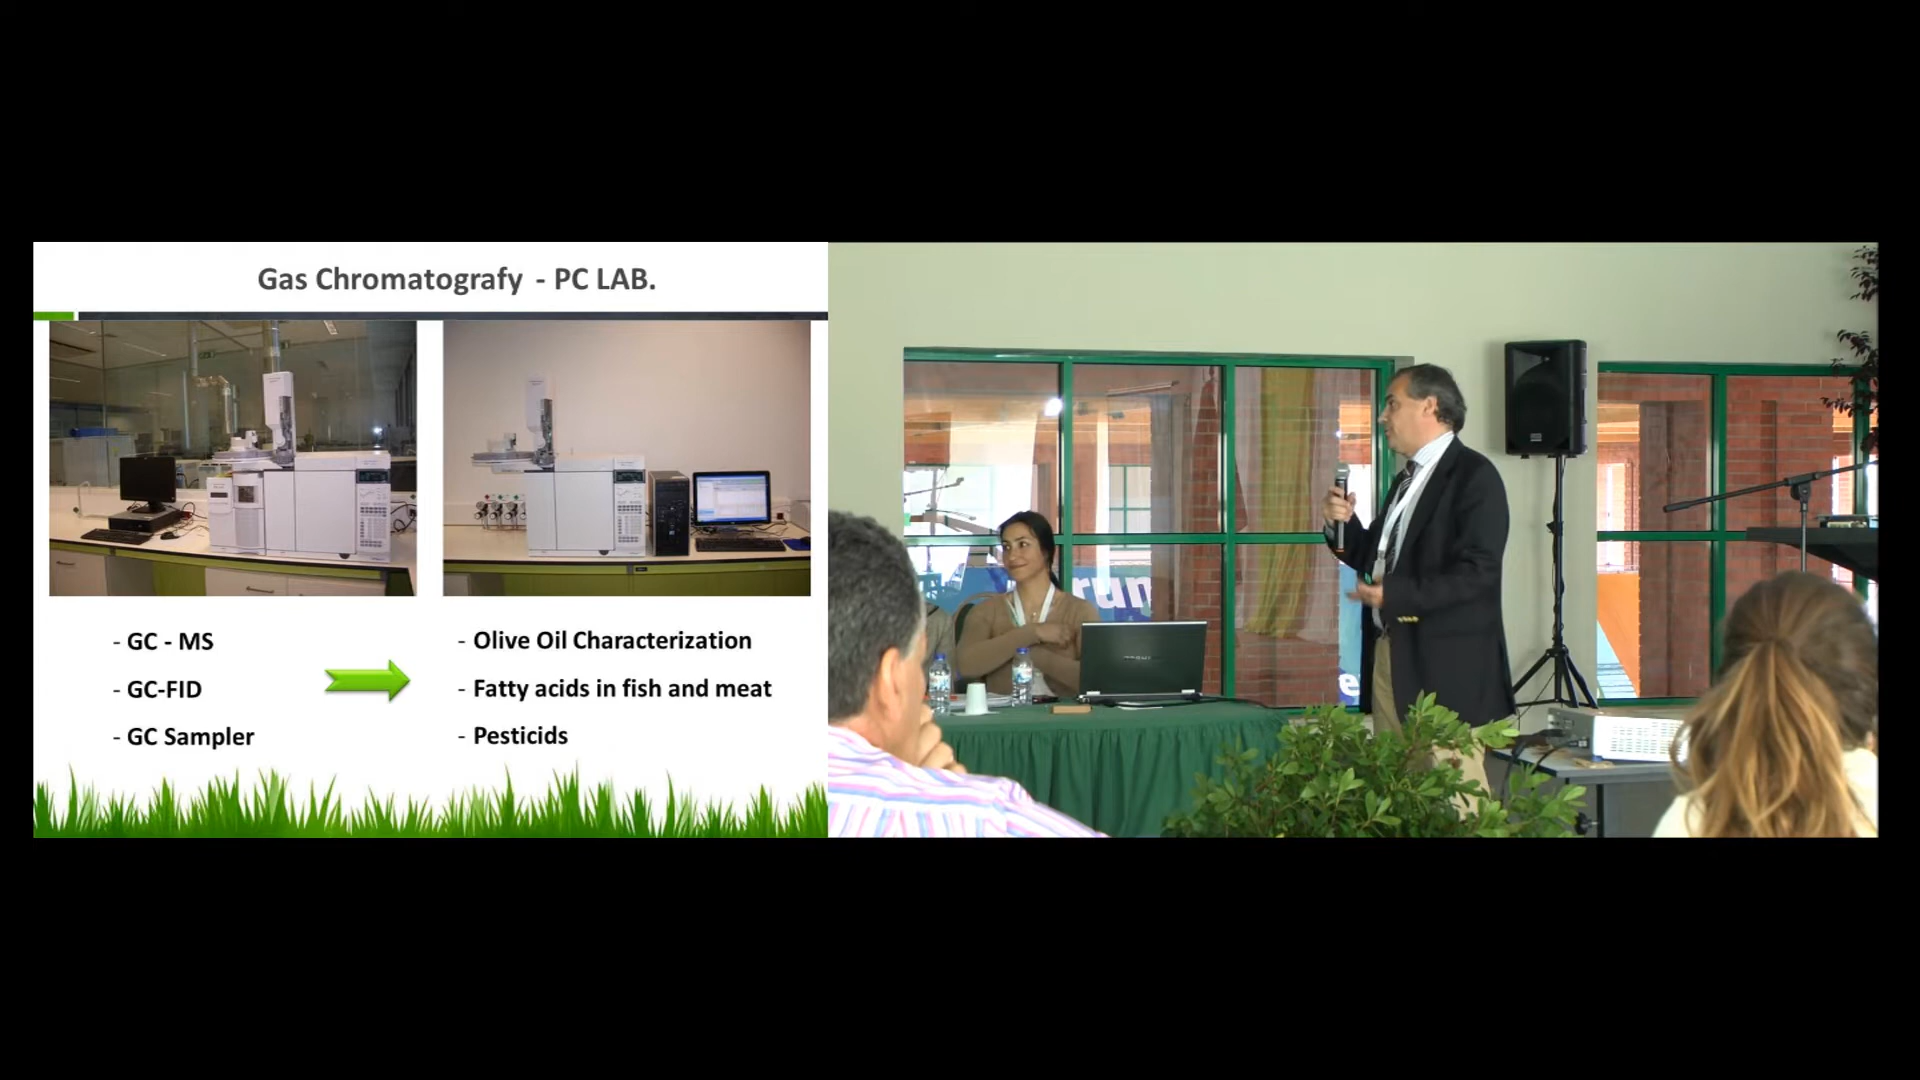 Gas Chromatografy - PC LAB.
- GC - MS
- GC-FID
- GC Sampler
- Olive Oil Characterization
- Fatty acids in fish and meat
- Pesticids
rum
e